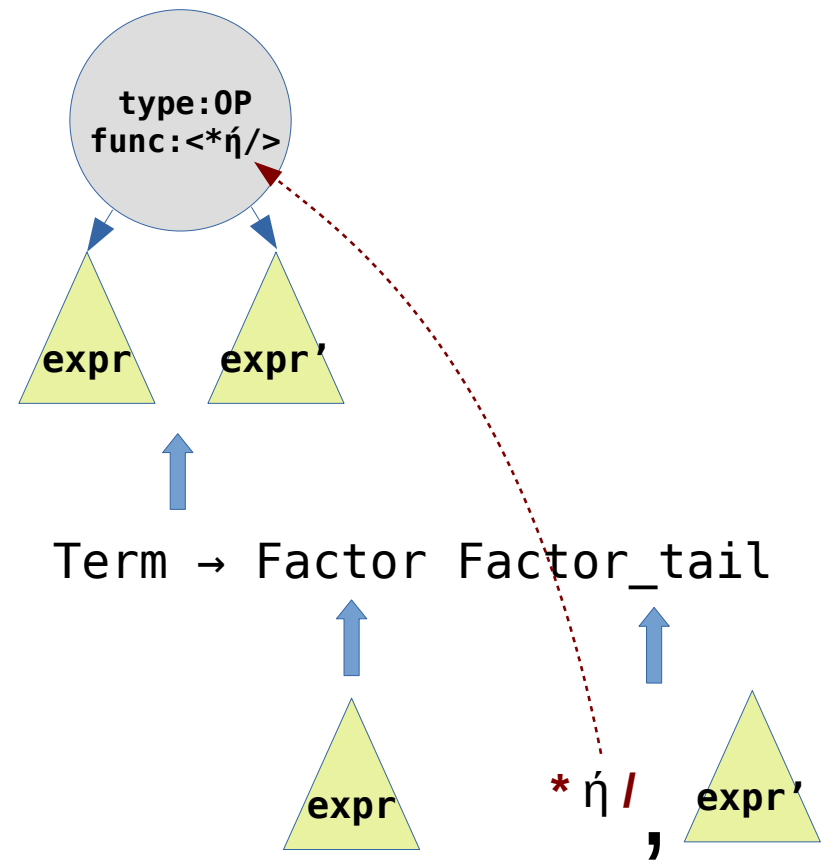 type:OP
func:<*ή/>
expr expr’
Term → Factor Factor_tail
expr * ή / , expr’